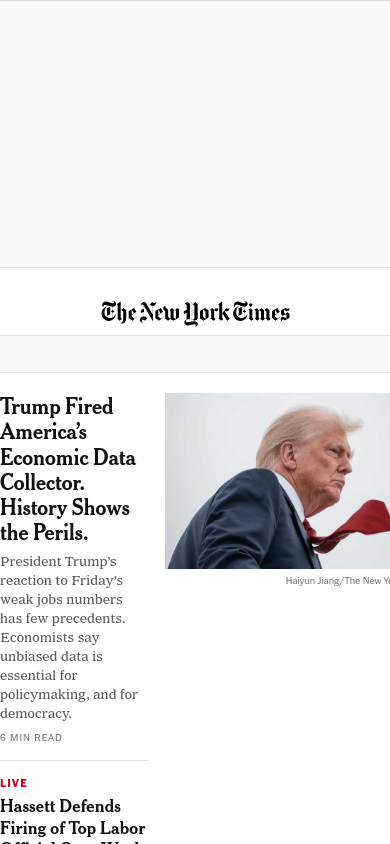 The New York Times
Trump Fired
America’s
Economic Data
Collector.
History Shows
the Perils.
President Trump’s
reaction to Friday’s
weak jobs numbers
has few precedents.
Economists say
unbiased data is
essential for
policymaking, and for
democracy.
6 MIN READ
Haiyun Jiang/The New
LIVE
Hassett Defends
Firing of Top Labor